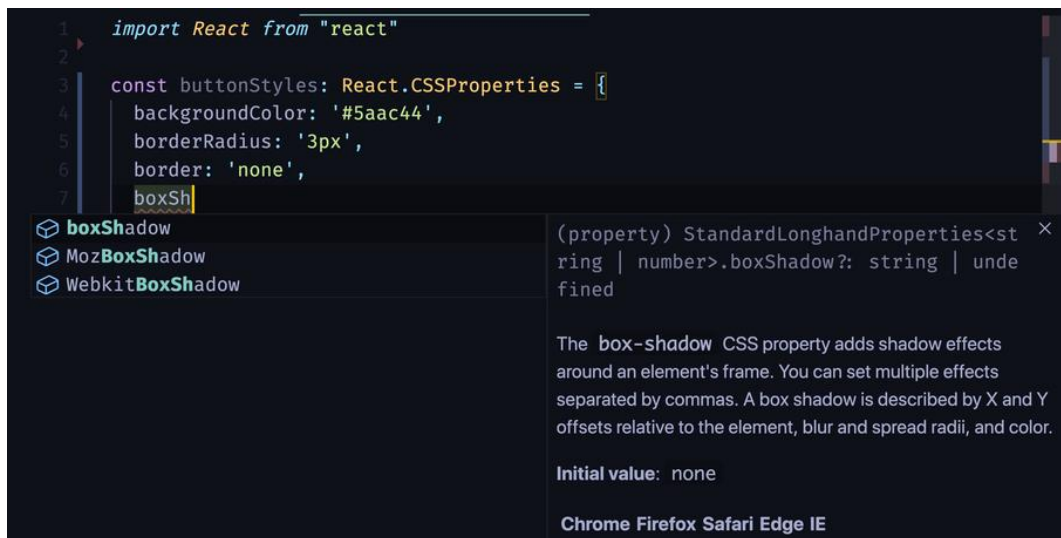 1 import React from "react"
2
3 const buttonStyles: React.CSSProperties = {
4 backgroundColor: '#5aac44',
5 borderRadius: '3px',
6 border: 'none',
7 boxSh
boxShadow
MozBoxShadow
WebkitBoxShadow
(property) StandardLonghandProperties<st
ring | number>.boxShadow?: string | unde
fined
The box-shadow CSS property adds shadow effects
around an element's frame. You can set multiple effects
separated by commas. A box shadow is described by X and Y
offsets relative to the element, blur and spread radii, and color.
Initial value: none
Chrome Firefox Safari Edge IE